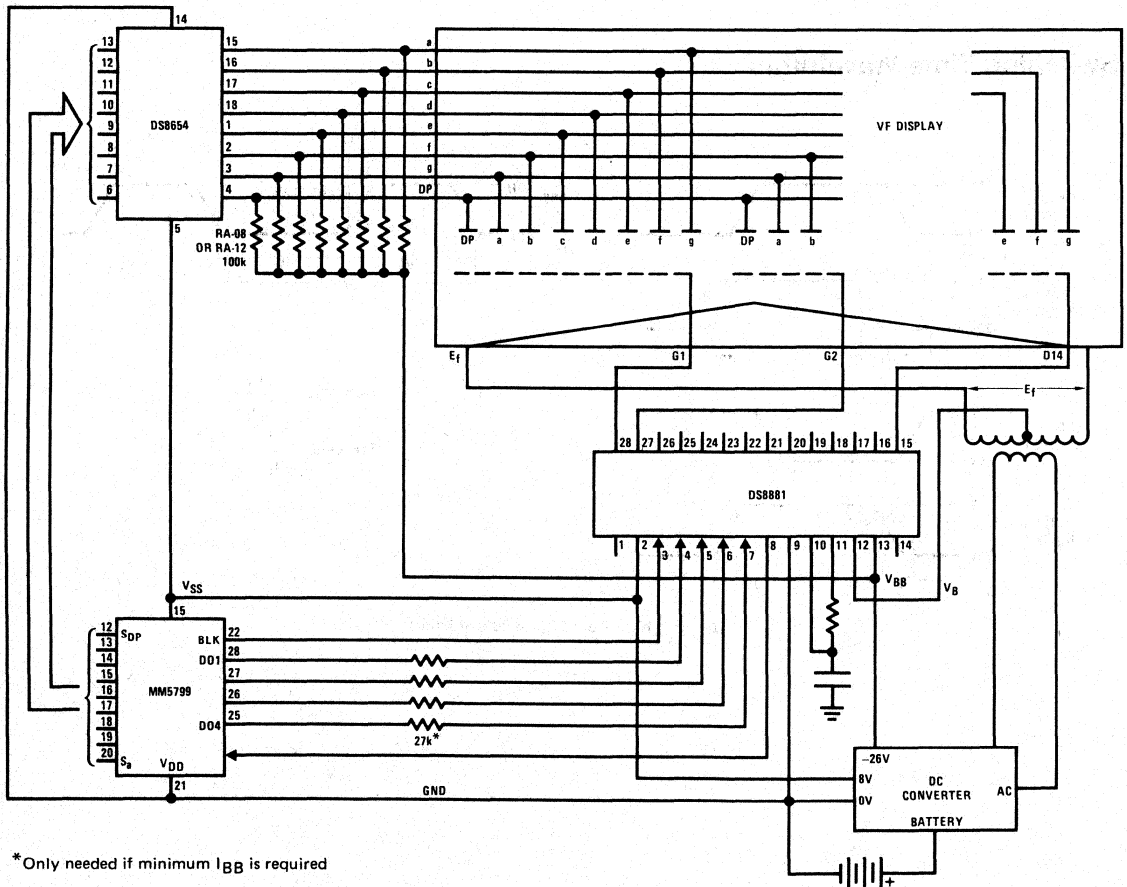 14
13
12
11
10
9
8
7
6
DS8654
15
16
17
18
1
2
3
4
5
a
b
c
d
e
f
g
DP
VF DISPLAY
RA-08
OR RA-12
100k
DP a b c d e f g DP a b e f g
Ef G1 G2 D14
Ef
28 27 26 25 24 23 22 21 20 19 18 17 16 15
DS8881
1 2 3 4 5 6 7 8 9 10 11 12 13 14
VBB
VB
VSS
15
12 SDP
13
14
15
16
17
18
19
20 Sa
MM5799
BLK 22
DO1 28
27
26
DO4 25
27k*
VDD
21
GND
−26V
8V
0V
DC
CONVERTER
AC
BATTERY
+
*Only needed if minimum IBB is required